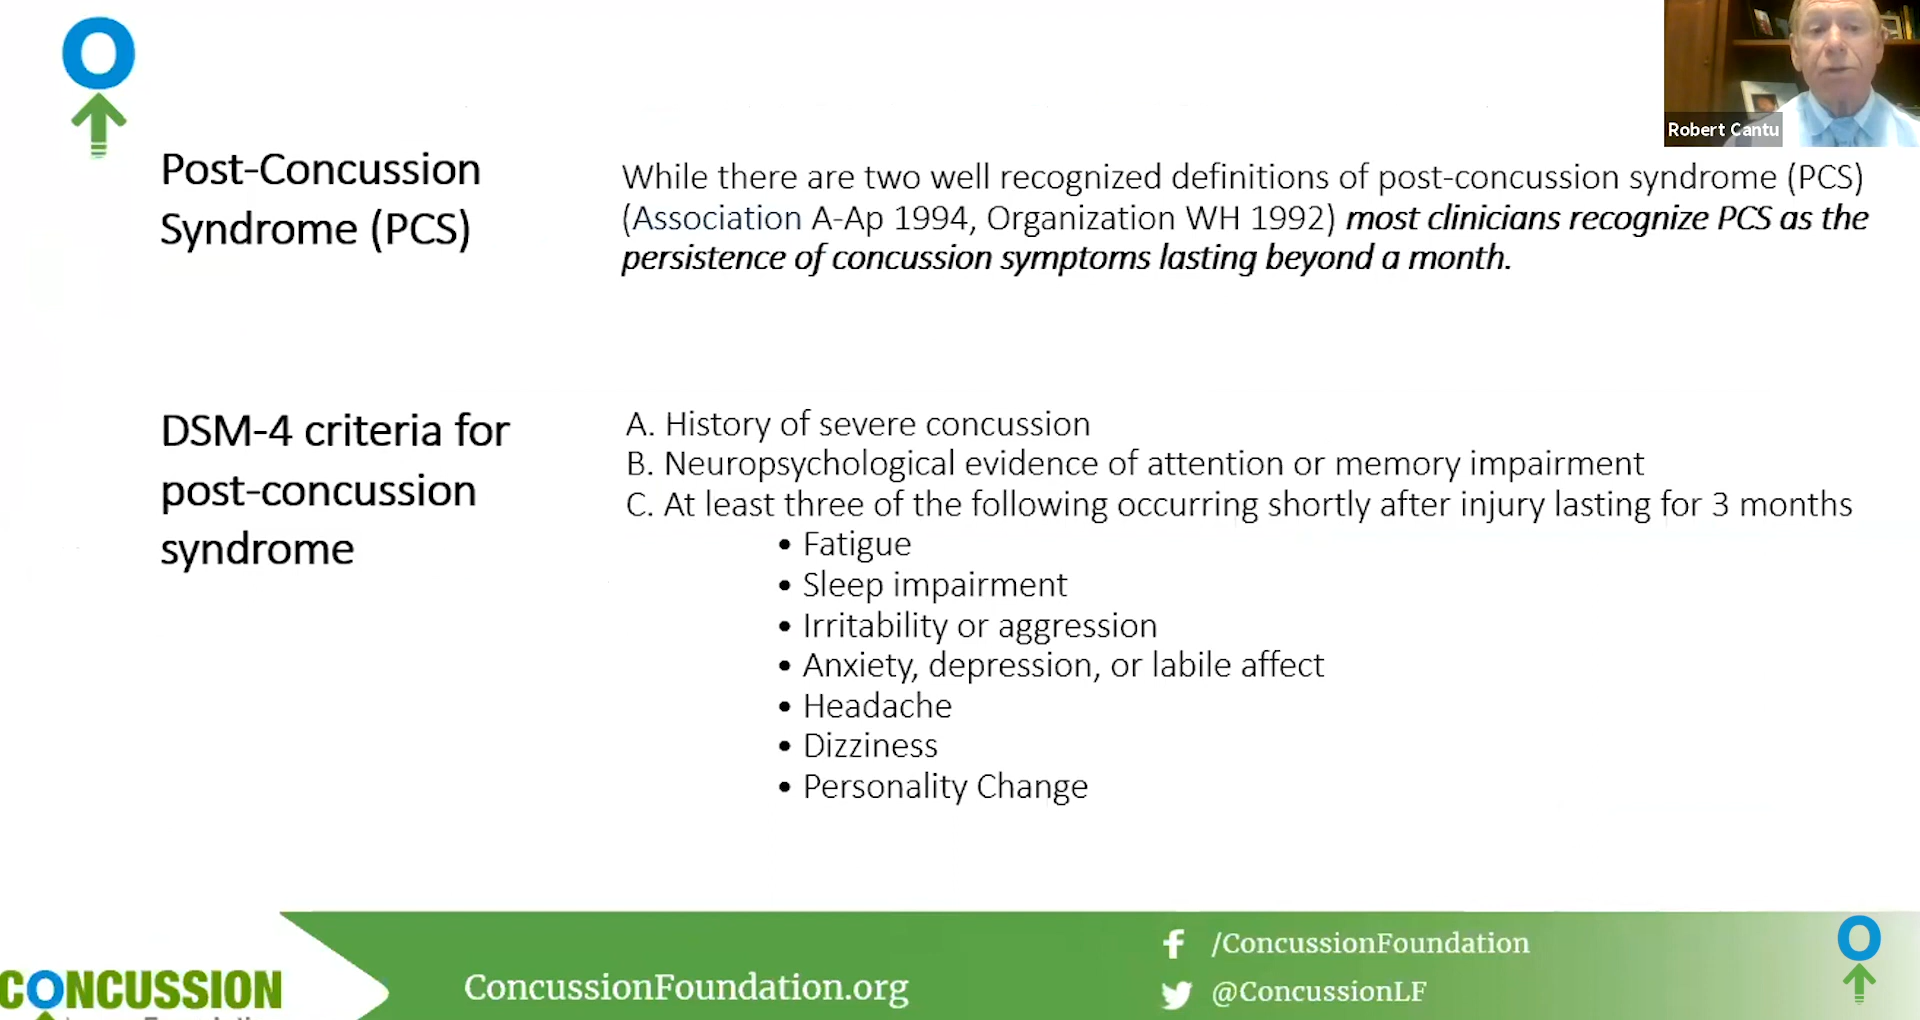 Robert Cantu
Post-Concussion
Syndrome (PCS)
While there are two well recognized definitions of post-concussion syndrome (PCS)
(Association A-Ap 1994, Organization WH 1992) most clinicians recognize PCS as the
persistence of concussion symptoms lasting beyond a month.
DSM-4 criteria for
post-concussion
syndrome
A. History of severe concussion
B. Neuropsychological evidence of attention or memory impairment
C. At least three of the following occurring shortly after injury lasting for 3 months
• Fatigue
• Sleep impairment
• Irritability or aggression
• Anxiety, depression, or labile affect
• Headache
• Dizziness
• Personality Change
CONCUSSION
ConcussionFoundation.org
/ConcussionFoundation
@ConcussionLF